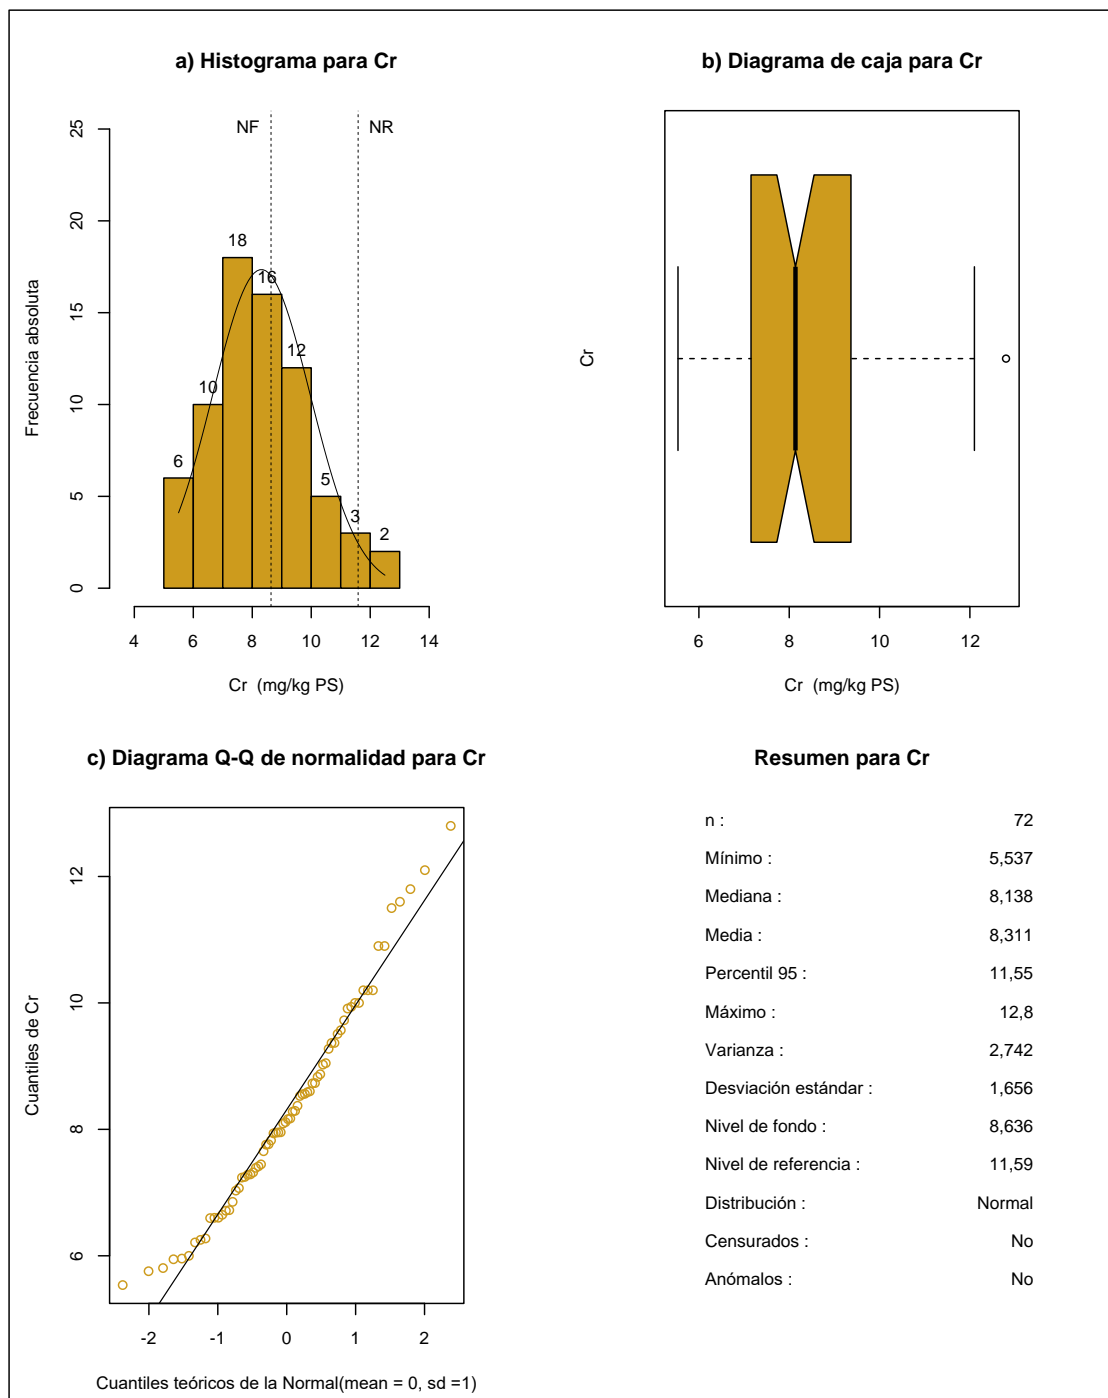 a) Histograma para Cr
NF
NR
25
20
15
10
5
0
Frecuencia absoluta
6
10
18
16
12
5
3
2
4 6 8 10 12 14
Cr (mg/kg PS)
b) Diagrama de caja para Cr
Cr
6 8 10 12
Cr (mg/kg PS)
c) Diagrama Q-Q de normalidad para Cr
12
10
8
6
Cuantiles de Cr
-2 -1 0 1 2
Cuantiles teóricos de la Normal(mean = 0, sd =1)
Resumen para Cr
n : 72
Mínimo : 5,537
Mediana : 8,138
Media : 8,311
Percentil 95 : 11,55
Máximo : 12,8
Varianza : 2,742
Desviación estándar : 1,656
Nivel de fondo : 8,636
Nivel de referencia : 11,59
Distribución : Normal
Censurados : No
Anómalos : No